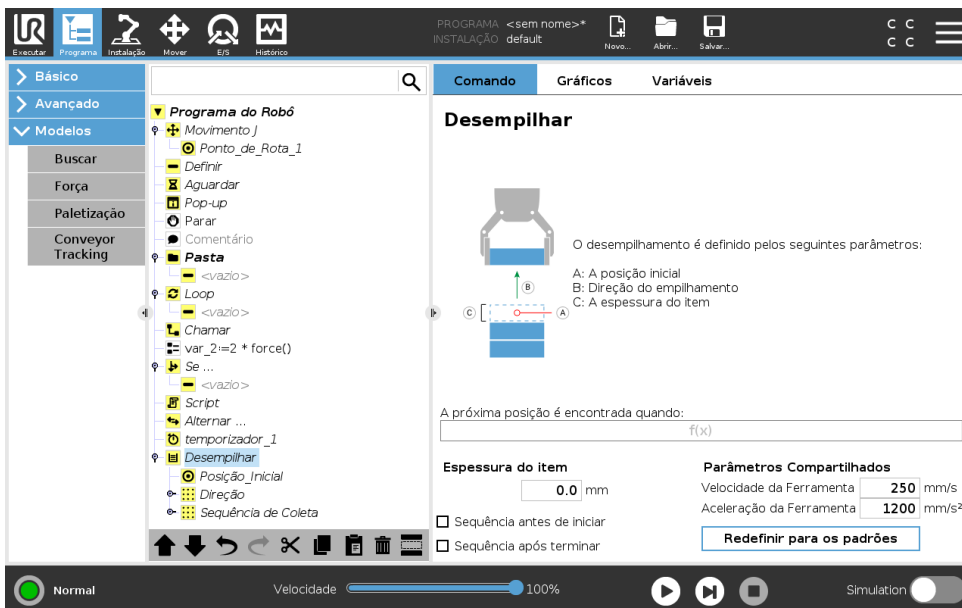 PROGRAMA <sem nome>*
INSTALAÇÃO default
Executar Programa Instalação Mover E/S Histórico Novo... Abrir... Salvar...
C C
C C
Básico
Avançado
Modelos
Buscar
Força
Paletização
Conveyor
Tracking
Programa do Robô
Movimento J
Ponto_de_Rota_1
Definir
Aguardar
Pop-up
Parar
Comentário
Pasta
<vazio>
Loop
<vazio>
Chamar
var_2:=2 * force()
Se ...
<vazio>
Script
Alternar ...
temporizador_1
Desempilhar
Posição_Inicial
Direção
Sequência de Coleta
Comando Gráficos Variáveis
Desempilhar
O desempilhamento é definido pelos seguintes parâmetros:
A: A posição inicial
B: Direção do empilhamento
C: A espessura do item
B
C
A
A próxima posição é encontrada quando:
f(x)
Espessura do item
0.0 mm
Sequência antes de iniciar
Sequência após terminar
Parâmetros Compartilhados
Velocidade da Ferramenta 250 mm/s
Aceleração da Ferramenta 1200 mm/s²
Redefinir para os padrões
Normal Velocidade 100% Simulation